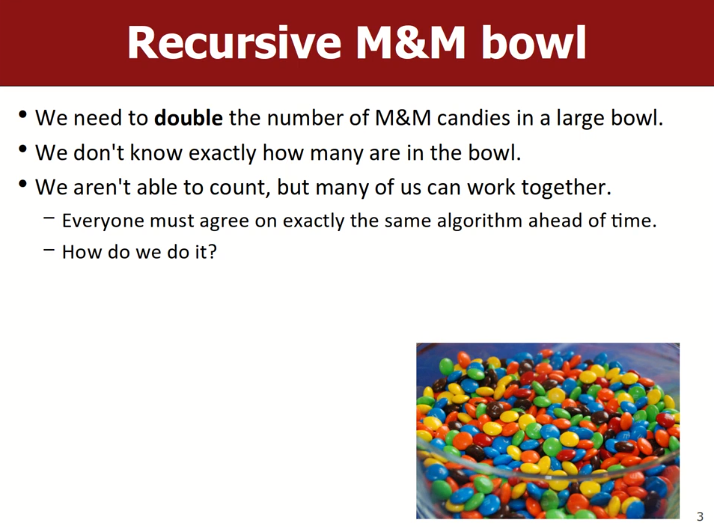 Recursive M&M bowl
• We need to double the number of M&M candies in a large bowl.
• We don't know exactly how many are in the bowl.
• We aren't able to count, but many of us can work together.
– Everyone must agree on exactly the same algorithm ahead of time.
– How do we do it?
3